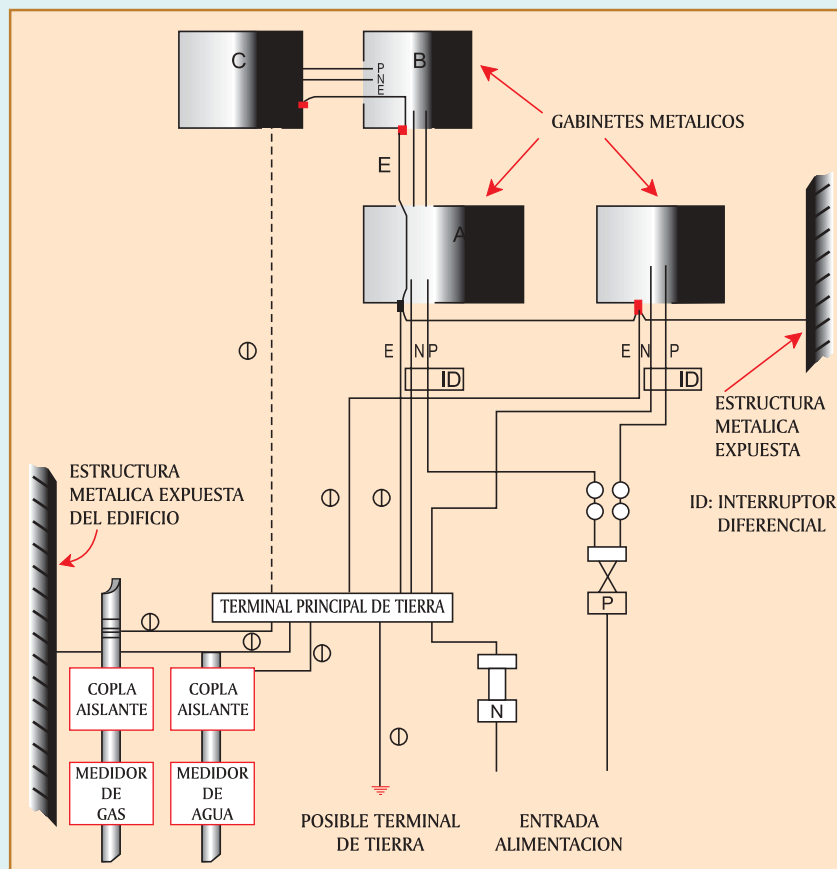 C
B
P
N
E
GABINETES METALICOS
E
A
E N P
E N P
ID
ID
ESTRUCTURA
METALICA
EXPUESTA
ESTRUCTURA
METALICA EXPUESTA
DEL EDIFICIO
ID: INTERRUPTOR
DIFERENCIAL
TERMINAL PRINCIPAL DE TIERRA
P
COPLA
AISLANTE
COPLA
AISLANTE
N
MEDIDOR
DE
GAS
MEDIDOR
DE
AGUA
POSIBLE TERMINAL
DE TIERRA
ENTRADA
ALIMENTACION